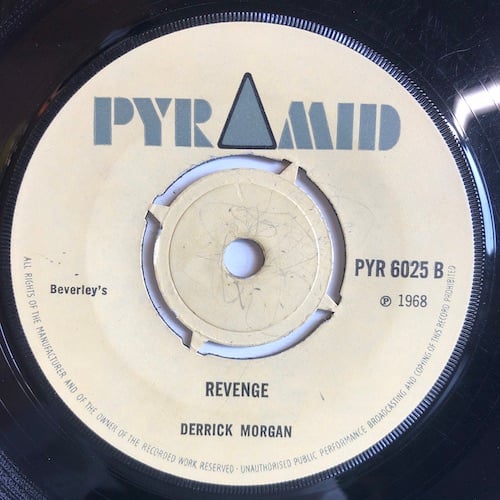 PYRAMID
PYR 6025 B
Beverley's
℗ 1968
REVENGE
DERRICK MORGAN
ALL RIGHTS OF THE MANUFACTURER AND OF THE OWNER OF THE RECORDED WORK RESERVED · UNAUTHORISED PUBLIC PERFORMANCE BROADCASTING AND COPYING OF THIS RECORD PROHIBITED